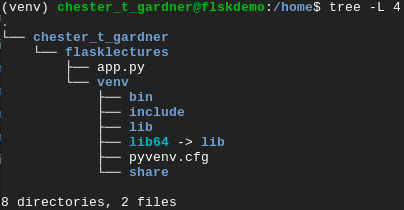 (venv) chester_t_gardner@flskdemo:/home$ tree -L 4
.
└── chester_t_gardner
    └── flasklectures
        ├── app.py
        └── venv
            ├── bin
            ├── include
            ├── lib
            ├── lib64 -> lib
            ├── pyvenv.cfg
            └── share

8 directories, 2 files